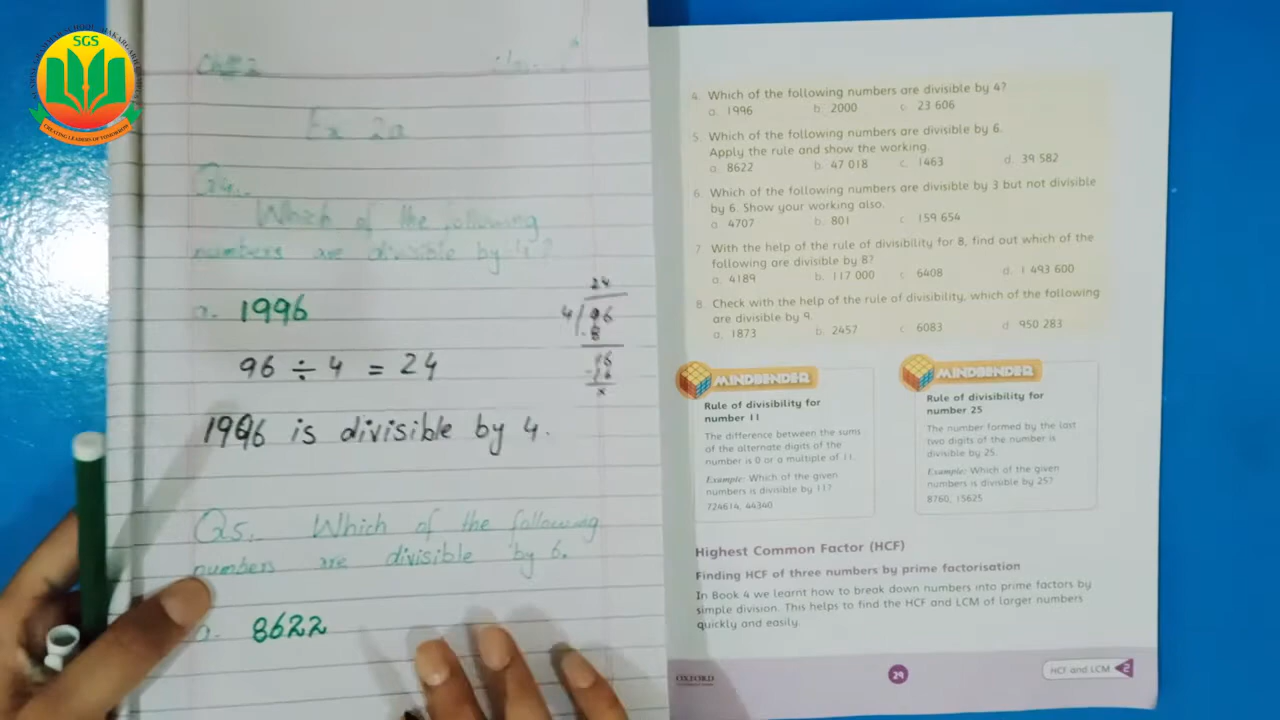 SGS
CREATING LEADERS OF TOMORROW
Ex 2a
Q4.
Which of the following
numbers are divisible by 4?
a. 1996
96 ÷ 4 = 24
1996 is divisible by 4.
24
4/96
8
16
-16
x
Q5. Which of the following
numbers are divisible by 6.
a. 8622
4. Which of the following numbers are divisible by 4?
a. 1996 b. 2000 c. 23 606
5. Which of the following numbers are divisible by 6.
Apply the rule and show the working.
a. 8622 b. 47 018 c. 1463 d. 39 582
6. Which of the following numbers are divisible by 3 but not divisible
by 6. Show your working also.
a. 4707 b. 801 c. 159 654
7 With the help of the rule of divisibility for 8, find out which of the
following are divisible by 8?
a. 4189 b. 117 000 c 6408 d. 1 493 600
8. Check with the help of the rule of divisibility, which of the following
are divisible by 9.
a. 1873 b. 2457 c 6083 d 950 283
MINDBENDER
Rule of divisibility for
number 11
The difference between the sums
of the alternate digits of the
number is 0 or a multiple of 11.
Example: Which of the given
numbers is divisible by 11?
724614, 44340
MINDBENDER
Rule of divisibility for
number 25
The number formed by the last
two digits of the number is
divisible by 25.
Example: Which of the given
numbers is divisible by 25?
8760, 15625
Highest Common Factor (HCF)
Finding HCF of three numbers by prime factorisation
In Book 4 we learnt how to break down numbers into prime factors by
simple division. This helps to find the HCF and LCM of larger numbers
quickly and easily.
OXFORD
29
HCF and LCM 2